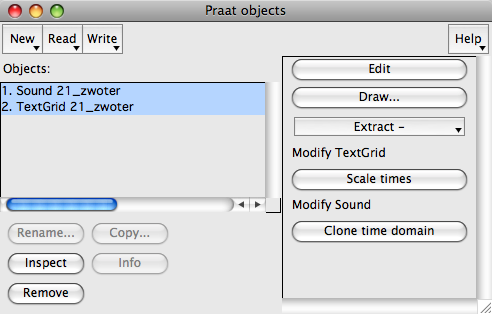 Praat objects
New Read Write Help
Objects:
1. Sound 21_zwoter
2. TextGrid 21_zwoter
Rename... Copy...
Inspect Info
Remove
Edit
Draw...
Extract -
Modify TextGrid
Scale times
Modify Sound
Clone time domain